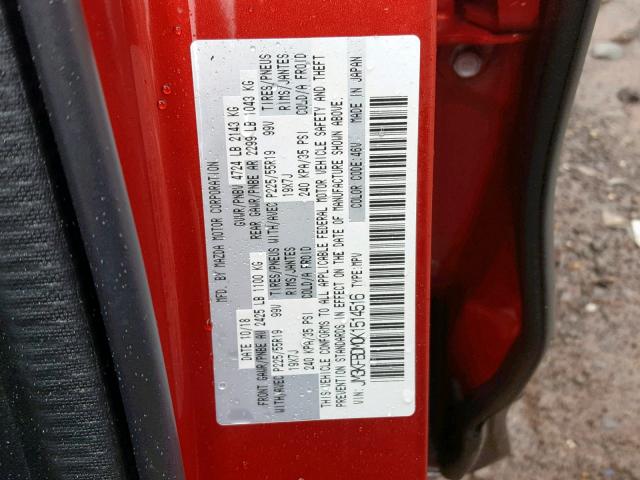 MFD. BY MAZDA MOTOR CORPORATION
DATE 10/18 GVWR/PNBV 4724 LB 2143 KG
FRONT GAWR/PNBE AV 2425 LB 1100 KG REAR GAWR/PNBE AR 2299 LB 1043 KG
WITH/AVEC P225/55R19 99V TIRES/PNEUS WITH/AVEC P225/55R19 99V TIRES/PNEUS
19X7J RIMS/JANTES 19X7J RIMS/JANTES
240 KPA/35 PSI COLD/A FROID 240 KPA/35 PSI COLD/A FROID
THIS VEHICLE CONFORMS TO ALL APPLICABLE FEDERAL MOTOR VEHICLE SAFETY AND THEFT
PREVENTION STANDARDS IN EFFECT ON THE DATE OF MANUFACTURE SHOWN ABOVE.
VIN: TYPE: MPV COLOR CODE: 46V MADE IN JAPAN